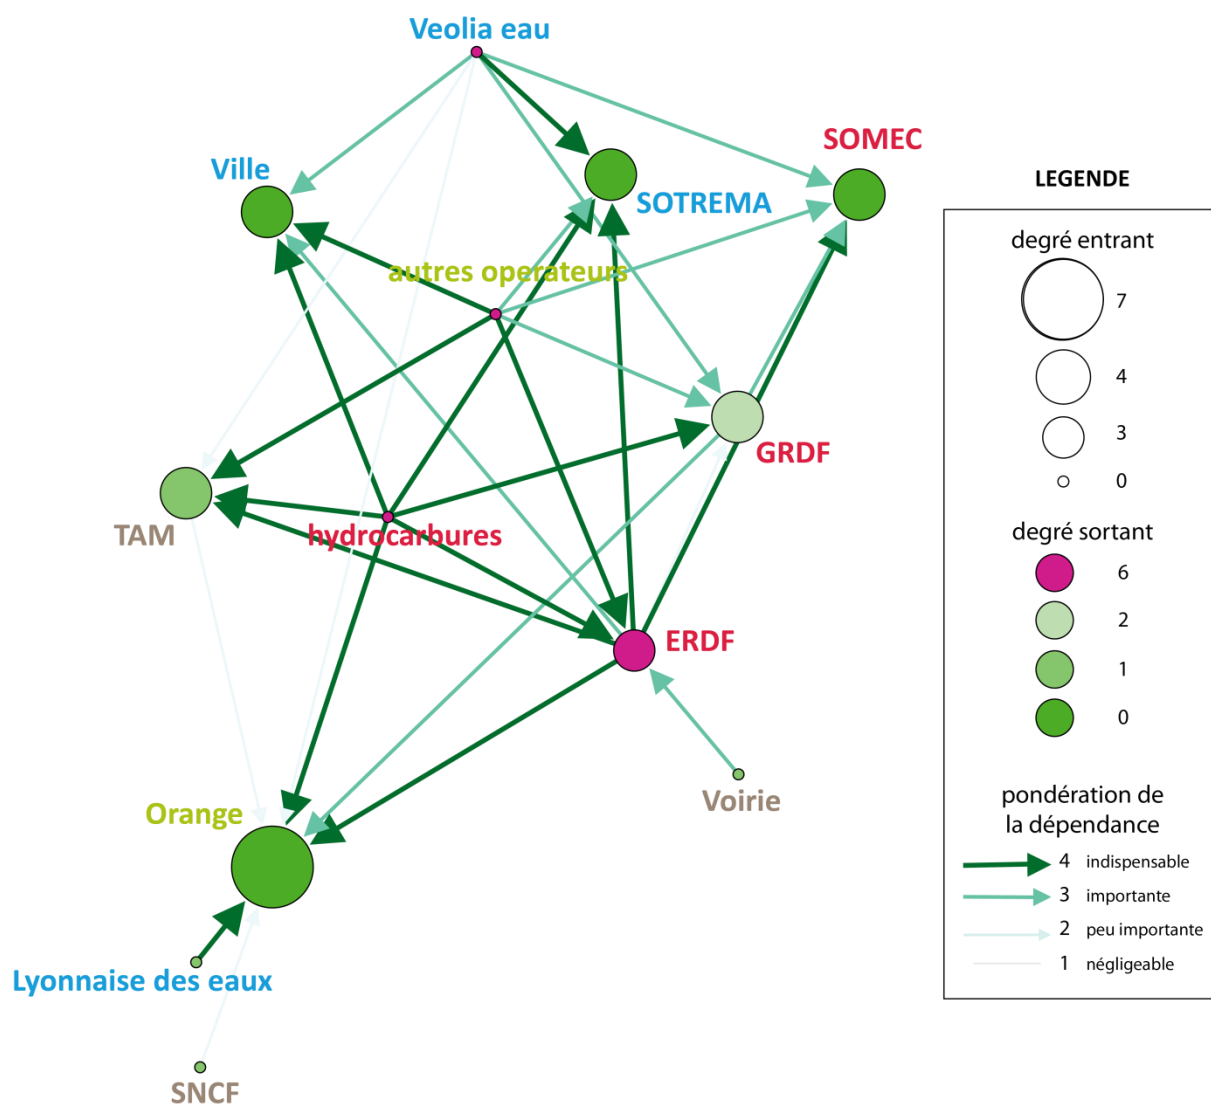 Veolia eau
SOMEC
Ville
SOTREMA
autres operateurs
GRDF
TAM
hydrocarbures
ERDF
Voirie
Orange
Lyonnaise des eaux
SNCF
LEGENDE
degré entrant
7
4
3
0
degré sortant
6
2
1
0
pondération de
la dépendance
4 indispensable
3 importante
2 peu importante
1 négligeable